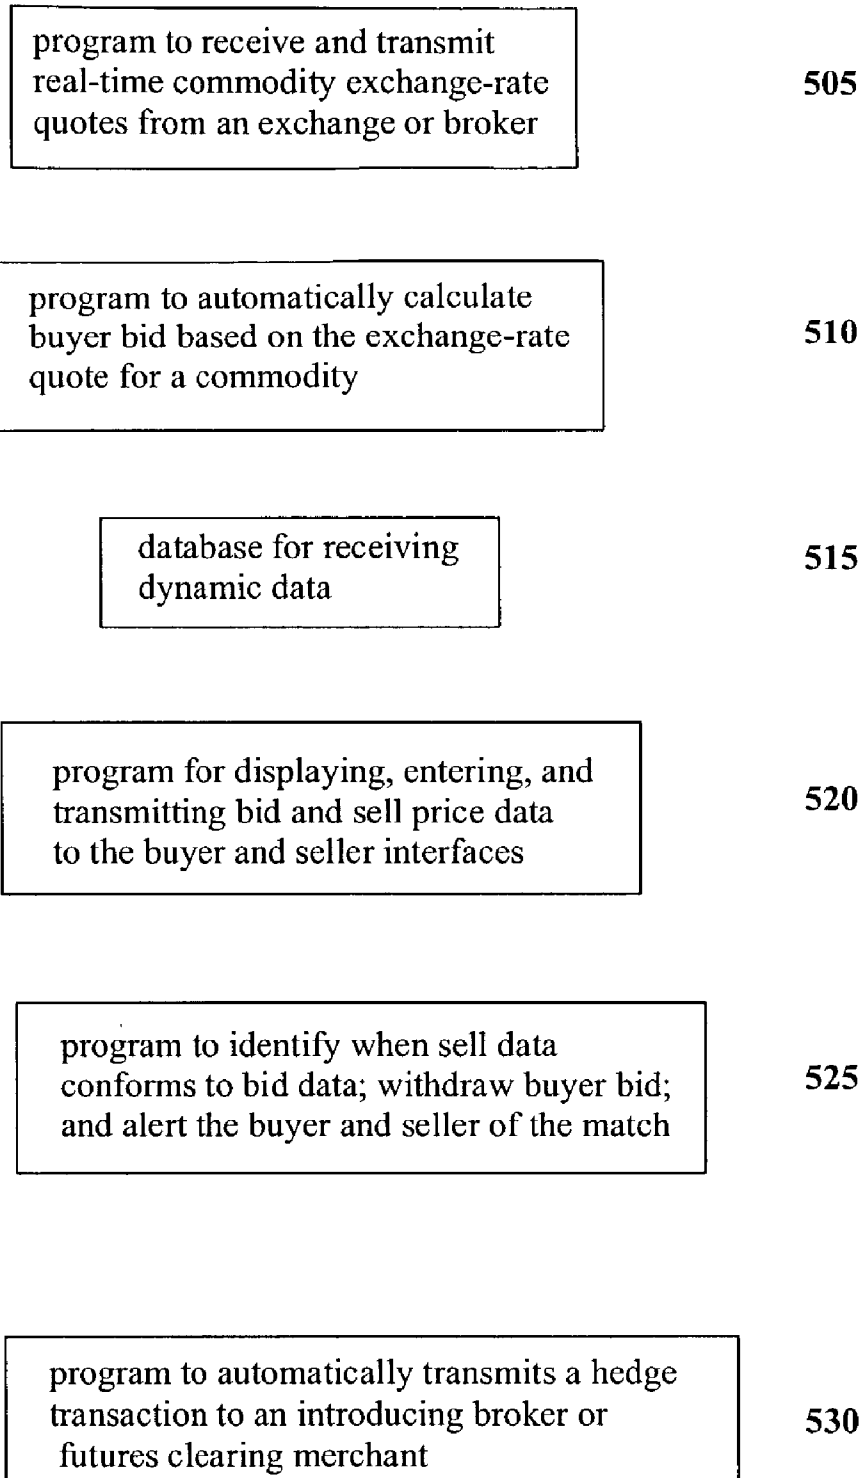 program to receive and transmit
real-time commodity exchange-rate
quotes from an exchange or broker
505
program to automatically calculate
buyer bid based on the exchange-rate
quote for a commodity
510
database for receiving
dynamic data
515
program for displaying, entering, and
transmitting bid and sell price data
to the buyer and seller interfaces
520
program to identify when sell data
conforms to bid data; withdraw buyer bid;
and alert the buyer and seller of the match
525
program to automatically transmits a hedge
transaction to an introducing broker or
futures clearing merchant
530